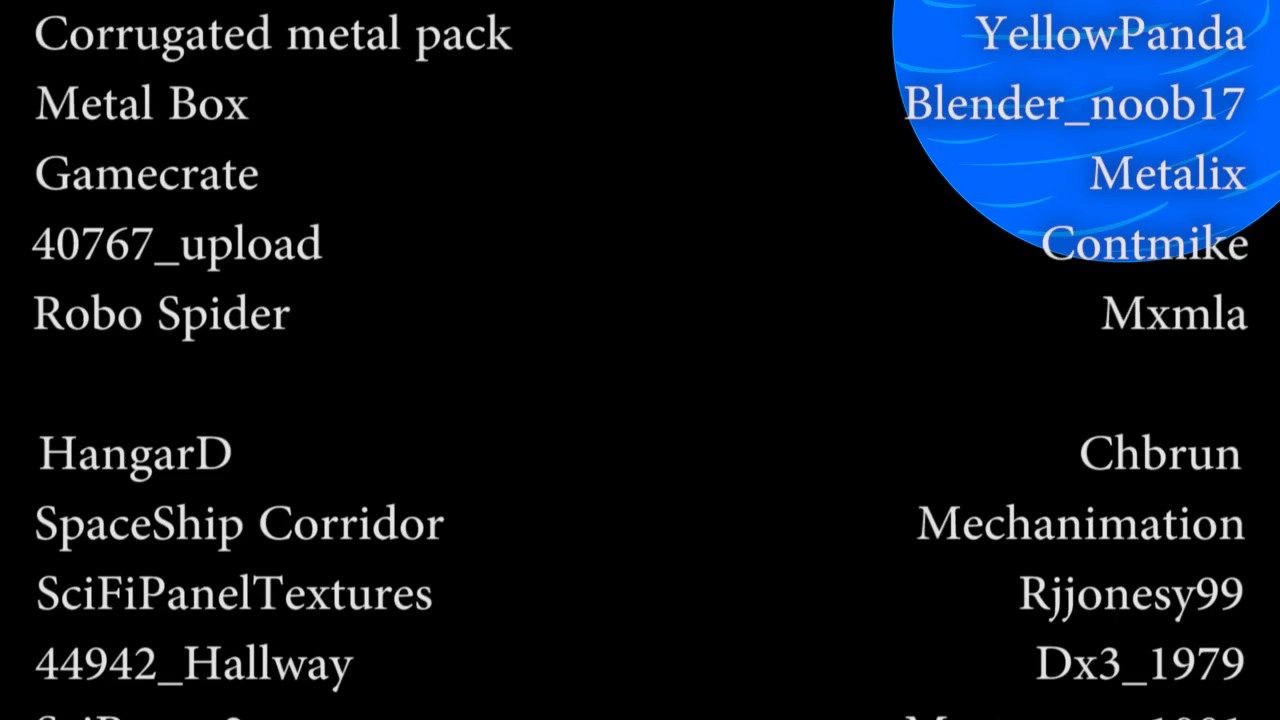 Corrugated metal pack YellowPanda
Metal Box Blender_noob17
Gamecrate Metalix
40767_upload Contmike
Robo Spider Mxmla
HangarD Chbrun
SpaceShip Corridor Mechanimation
SciFiPanelTextures Rjjonesy99
44942_Hallway Dx3_1979